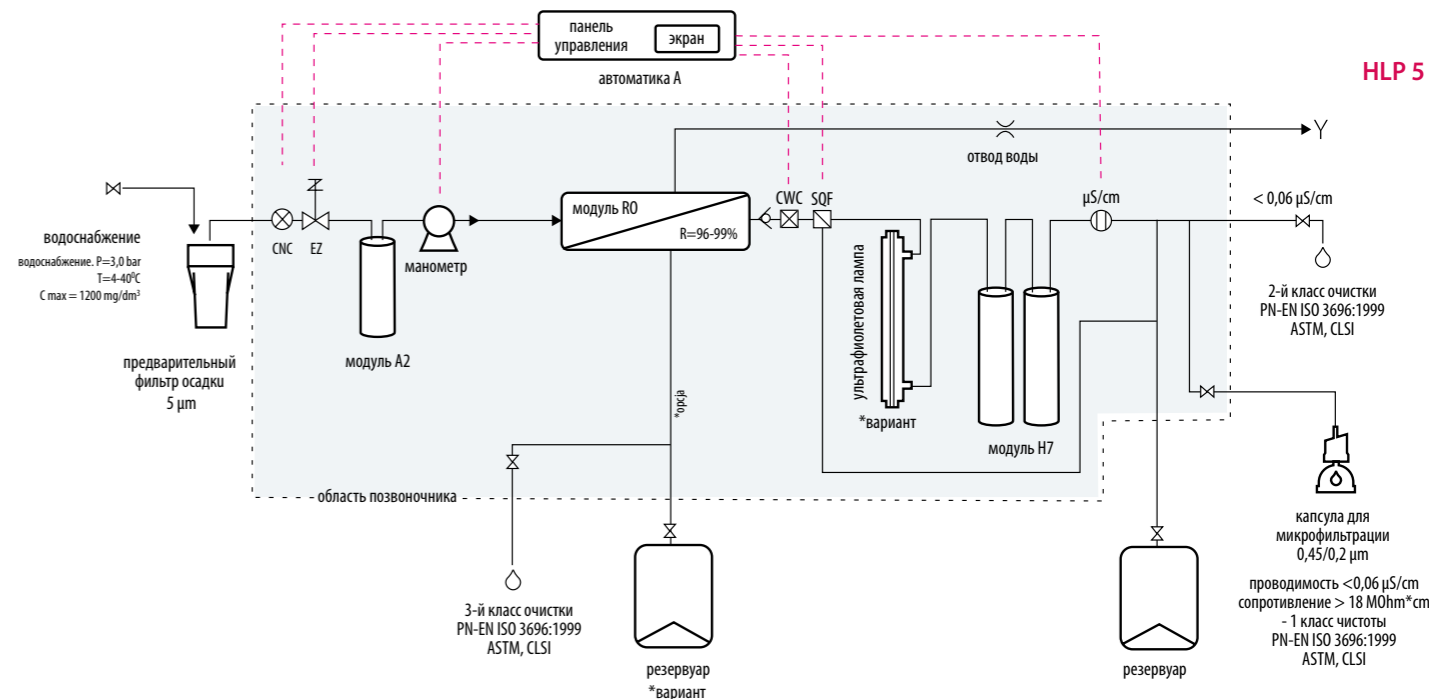 панель
управления
экран
автоматика А
HLP 5
отвод воды
Y
водоснабжение
водоснабжение. P=3,0 bar
T=4-40⁰C
C max = 1200 mg/dm³
CNC
EZ
манометр
модуль RO
R=96-99%
CWC
SQF
μS/cm
< 0,06 μS/cm
предварительный
фильтр осадки
5 μm
модуль A2
*opcja
ультрафиолетовая лампа
*вариант
модуль H7
2-й класс очистки
PN-EN ISO 3696:1999
ASTM, CLSI
область позвоночника
3-й класс очистки
PN-EN ISO 3696:1999
ASTM, CLSI
резервуар
*вариант
резервуар
капсула для
микрофильтрации
0,45/0,2 μm
проводимость <0,06 μS/cm
сопротивление > 18 MOhm*cm
- 1 класс чистоты
PN-EN ISO 3696:1999
ASTM, CLSI